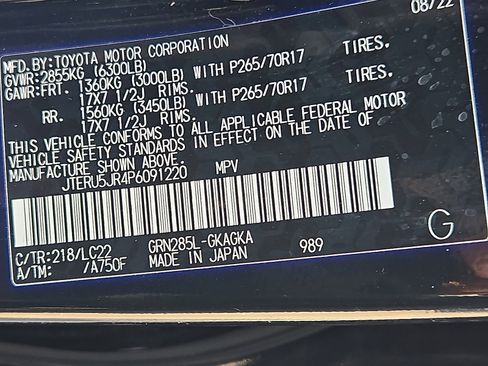 08/22
MFD.BY:TOYOTA MOTOR CORPORATION
GVWR:2855KG (6300LB)
GAWR:FRT. 1360KG (3000LB) WITH P265/70R17 TIRES.
17X7 1/2J RIMS.
RR. 1560KG (3450LB) WITH P265/70R17 TIRES.
17X7 1/2J RIMS.
THIS VEHICLE CONFORMS TO ALL APPLICABLE FEDERAL MOTOR
VEHICLE SAFETY STANDARDS IN EFFECT ON THE DATE OF
MANUFACTURE SHOWN ABOVE.
JTERU5JR4P6091220 MPV
C/TR:218/LC22 GRN285L-GKAGKA 989 G
A/TM: /A750F MADE IN JAPAN